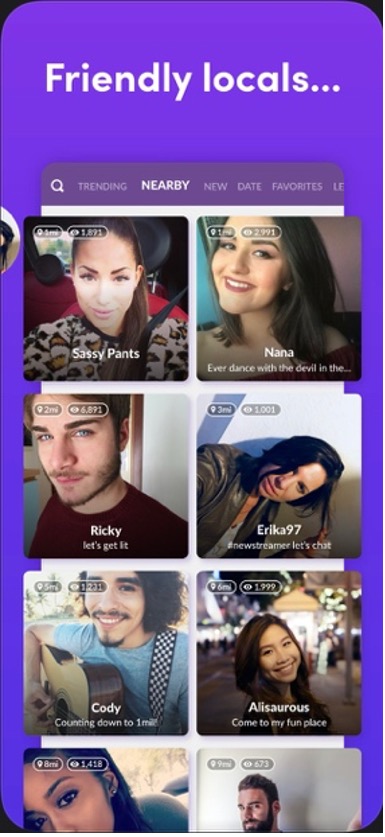 Friendly locals...
TRENDING NEARBY NEW DATE FAVORITES LE
1mi 1,891
1mi 2,991
Sassy Pants
Nana
Ever dance with the devil in the...
2mi 6,891
3mi 1,001
Ricky
let's get lit
Erika97
#newstreamer let's chat
5mi 1,231
6mi 1,999
Cody
Counting down to 1mil!
Alisaurous
Come to my fun place
8mi 1,418
9mi 673